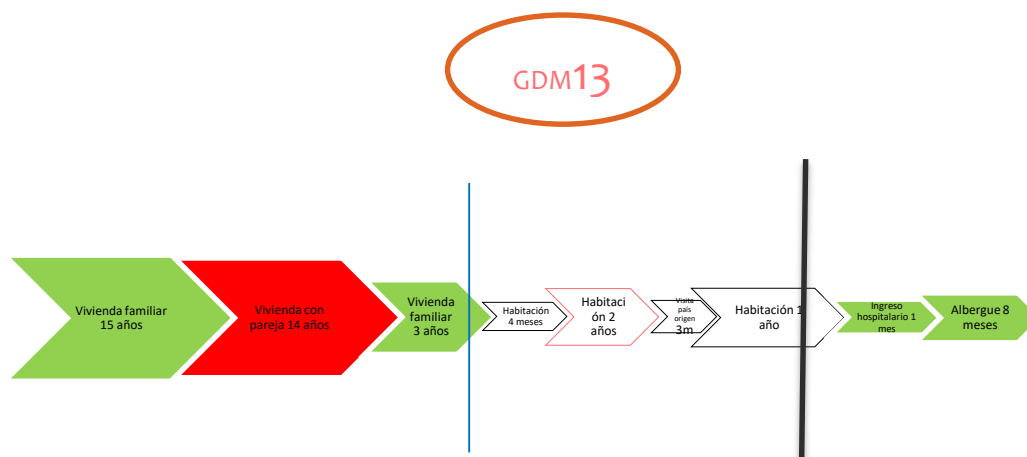 GDM13
Vivienda familiar
15 años
Vivienda con
pareja 14 años
Vivienda
familiar
3 años
Habitación
4 meses
Habitaci
ón 2
años
Visita
país
origen
3m
Habitación 1
año
Ingreso
hospitalario 1
mes
Albergue 8
meses